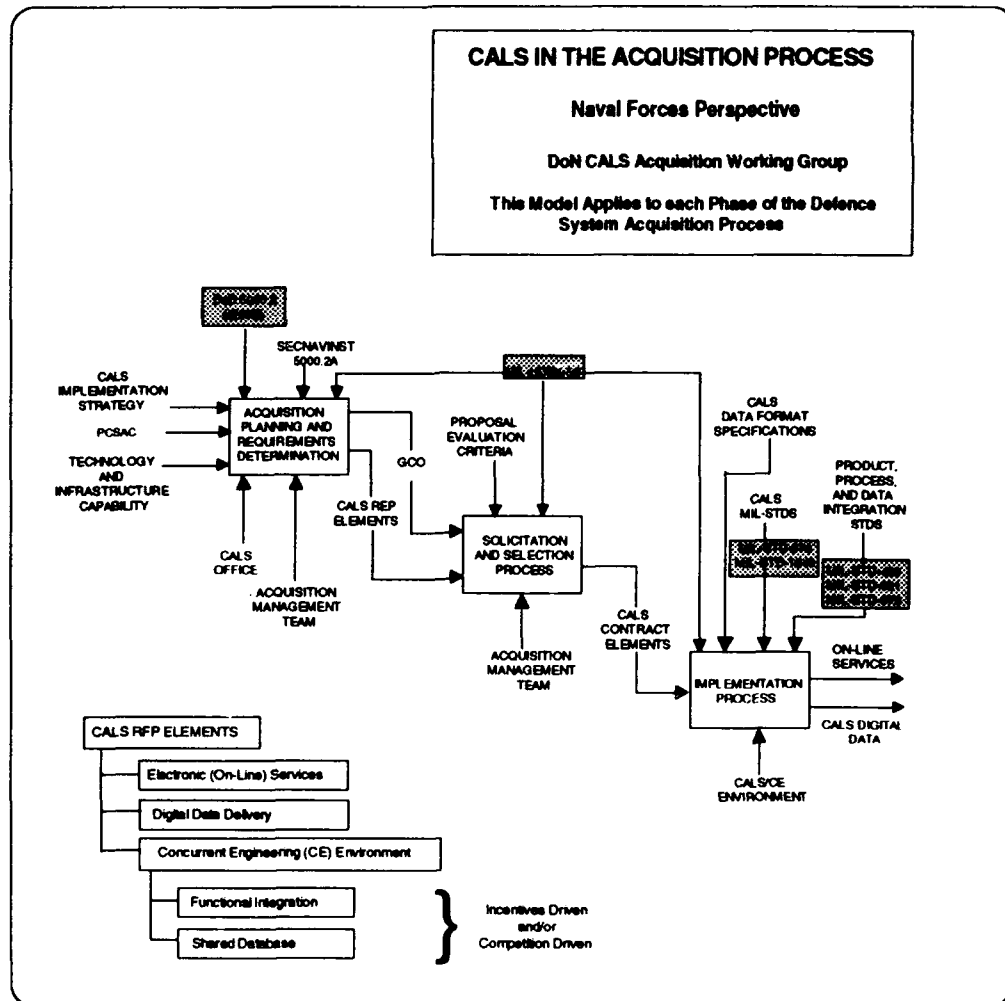 CALS IN THE ACQUISITION PROCESS
Naval Forces Perspective
DoN CALS Acquisition Working Group
This Model Applies to each Phase of the Defence
System Acquisition Process
SECNAVINST
5000.2A
CALS
IMPLEMENTATION
STRATEGY
PCSAC
TECHNOLOGY
AND
INFRASTRUCTURE
CAPABILITY
ACQUISITION
PLANNING AND
REQUIREMENTS
DETERMINATION
CALS
OFFICE
ACQUISITION
MANAGEMENT
TEAM
GCO
CALS REP
ELEMENTS
PROPOSAL
EVALUATION
CRITERIA
SOLICITATION
AND SELECTION
PROCESS
ACQUISITION
MANAGEMENT
TEAM
CALS
CONTRACT
ELEMENTS
CALS
DATA FORMAT
SPECIFICATIONS
CALS
MIL-STDS
PRODUCT,
PROCESS,
AND DATA
INTEGRATION
STDS
IMPLEMENTATION
PROCESS
ON-LINE
SERVICES
CALS DIGITAL
DATA
CALS/CE
ENVIRONMENT
CALS RFP ELEMENTS
Electronic (On-Line) Services
Digital Data Delivery
Concurrent Engineering (CE) Environment
Functional Integration
Shared Database
Incentives Driven
and/or
Competition Driven